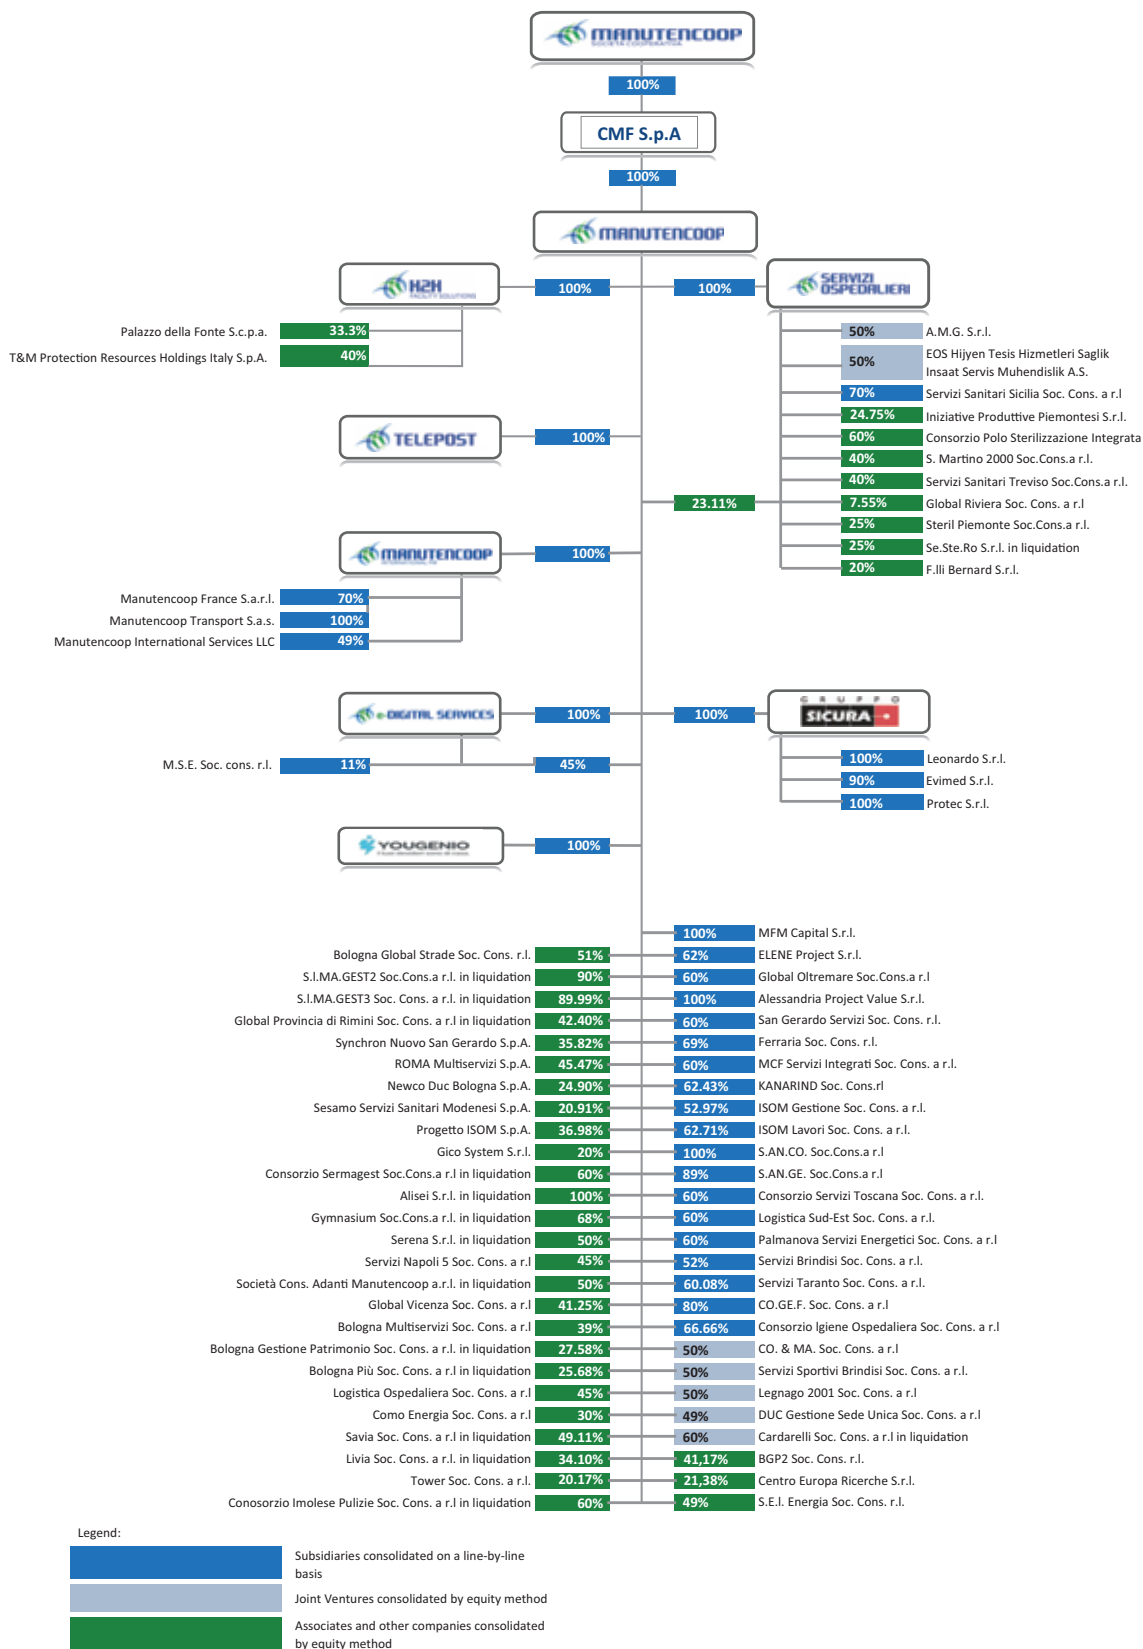 MANUTENCOOP
SOCIETÀ COOPERATIVA
100%
CMF S.p.A
100%
MANUTENCOOP
H2H
FACILITY SOLUTIONS
100%
100%
SERVIZI
OSPEDALIERI
Palazzo della Fonte S.c.p.a.
33.3%
T&M Protection Resources Holdings Italy S.p.A.
40%
50%
A.M.G. S.r.l.
50%
EOS Hijyen Tesis Hizmetleri Saglik
Insaat Servis Muhendislik A.S.
70%
Servizi Sanitari Sicilia Soc. Cons. a r.l
24.75%
Iniziative Produttive Piemontesi S.r.l.
60%
Consorzio Polo Sterilizzazione Integrata
40%
S. Martino 2000 Soc.Cons.a r.l.
40%
Servizi Sanitari Treviso Soc.Cons.a r.l.
23.11%
7.55%
Global Riviera Soc. Cons. a r.l
25%
Steril Piemonte Soc.Cons.a r.l.
25%
Se.Ste.Ro S.r.l. in liquidation
20%
F.lli Bernard S.r.l.
TELEPOST
100%
MANUTENCOOP
100%
Manutencoop France S.a.r.l.
70%
Manutencoop Transport S.a.s.
100%
Manutencoop International Services LLC
49%
e-DIGITAL SERVICES
100%
100%
GRUPPO
SICURA
M.S.E. Soc. cons. r.l.
11%
45%
100%
Leonardo S.r.l.
90%
Evimed S.r.l.
100%
Protec S.r.l.
YOUGENIO
100%
100%
MFM Capital S.r.l.
Bologna Global Strade Soc. Cons. r.l.
51%
62%
ELENE Project S.r.l.
S.I.MA.GEST2 Soc.Cons.a r.l. in liquidation
90%
60%
Global Oltremare Soc.Cons.a r.l
S.I.MA.GEST3 Soc. Cons. a r.l. in liquidation
89.99%
100%
Alessandria Project Value S.r.l.
Global Provincia di Rimini Soc. Cons. a r.l in liquidation
42.40%
60%
San Gerardo Servizi Soc. Cons. r.l.
Synchron Nuovo San Gerardo S.p.A.
35.82%
69%
Ferraria Soc. Cons. r.l.
ROMA Multiservizi S.p.A.
45.47%
60%
MCF Servizi Integrati Soc. Cons. a r.l.
Newco Duc Bologna S.p.A.
24.90%
62.43%
KANARIND Soc. Cons.rl
Sesamo Servizi Sanitari Modenesi S.p.A.
20.91%
52.97%
ISOM Gestione Soc. Cons. a r.l.
Progetto ISOM S.p.A.
36.98%
62.71%
ISOM Lavori Soc. Cons. a r.l.
Gico System S.r.l.
20%
100%
S.AN.CO. Soc.Cons.a r.l
Consorzio Sermagest Soc.Cons.a r.l in liquidation
60%
89%
S.AN.GE. Soc.Cons.a r.l
Alisei S.r.l. in liquidation
100%
60%
Consorzio Servizi Toscana Soc. Cons. a r.l.
Gymnasium Soc.Cons.a r.l. in liquidation
68%
60%
Logistica Sud-Est Soc. Cons. a r.l.
Serena S.r.l. in liquidation
50%
60%
Palmanova Servizi Energetici Soc. Cons. a r.l
Servizi Napoli 5 Soc. Cons. a r.l
45%
52%
Servizi Brindisi Soc. Cons. a r.l.
Società Cons. Adanti Manutencoop a.r.l. in liquidation
50%
60.08%
Servizi Taranto Soc. Cons. a r.l.
Global Vicenza Soc. Cons. a r.l
41.25%
80%
CO.GE.F. Soc. Cons. a r.l
Bologna Multiservizi Soc. Cons. a r.l
39%
66.66%
Consorzio Igiene Ospedaliera Soc. Cons. a r.l
Bologna Gestione Patrimonio Soc. Cons. a r.l. in liquidation
27.58%
50%
CO. & MA. Soc. Cons. a r.l
Bologna Più Soc. Cons. a r.l in liquidation
25.68%
50%
Servizi Sportivi Brindisi Soc. Cons. a r.l.
Logistica Ospedaliera Soc. Cons. a r.l
45%
50%
Legnago 2001 Soc. Cons. a r.l
Como Energia Soc. Cons. a r.l
30%
49%
DUC Gestione Sede Unica Soc. Cons. a r.l
Savia Soc. Cons. a r.l in liquidation
49.11%
60%
Cardarelli Soc. Cons. a r.l in liquidation
Livia Soc. Cons. a r.l. in liquidation
34.10%
41,17%
BGP2 Soc. Cons. r.l.
Tower Soc. Cons. a r.l.
20.17%
21,38%
Centro Europa Ricerche S.r.l.
Conosorzio Imolese Pulizie Soc. Cons. a r.l in liquidation
60%
49%
S.E.I. Energia Soc. Cons. r.l.
Legend:
Subsidiaries consolidated on a line-by-line
basis
Joint Ventures consolidated by equity method
Associates and other companies consolidated
by equity method